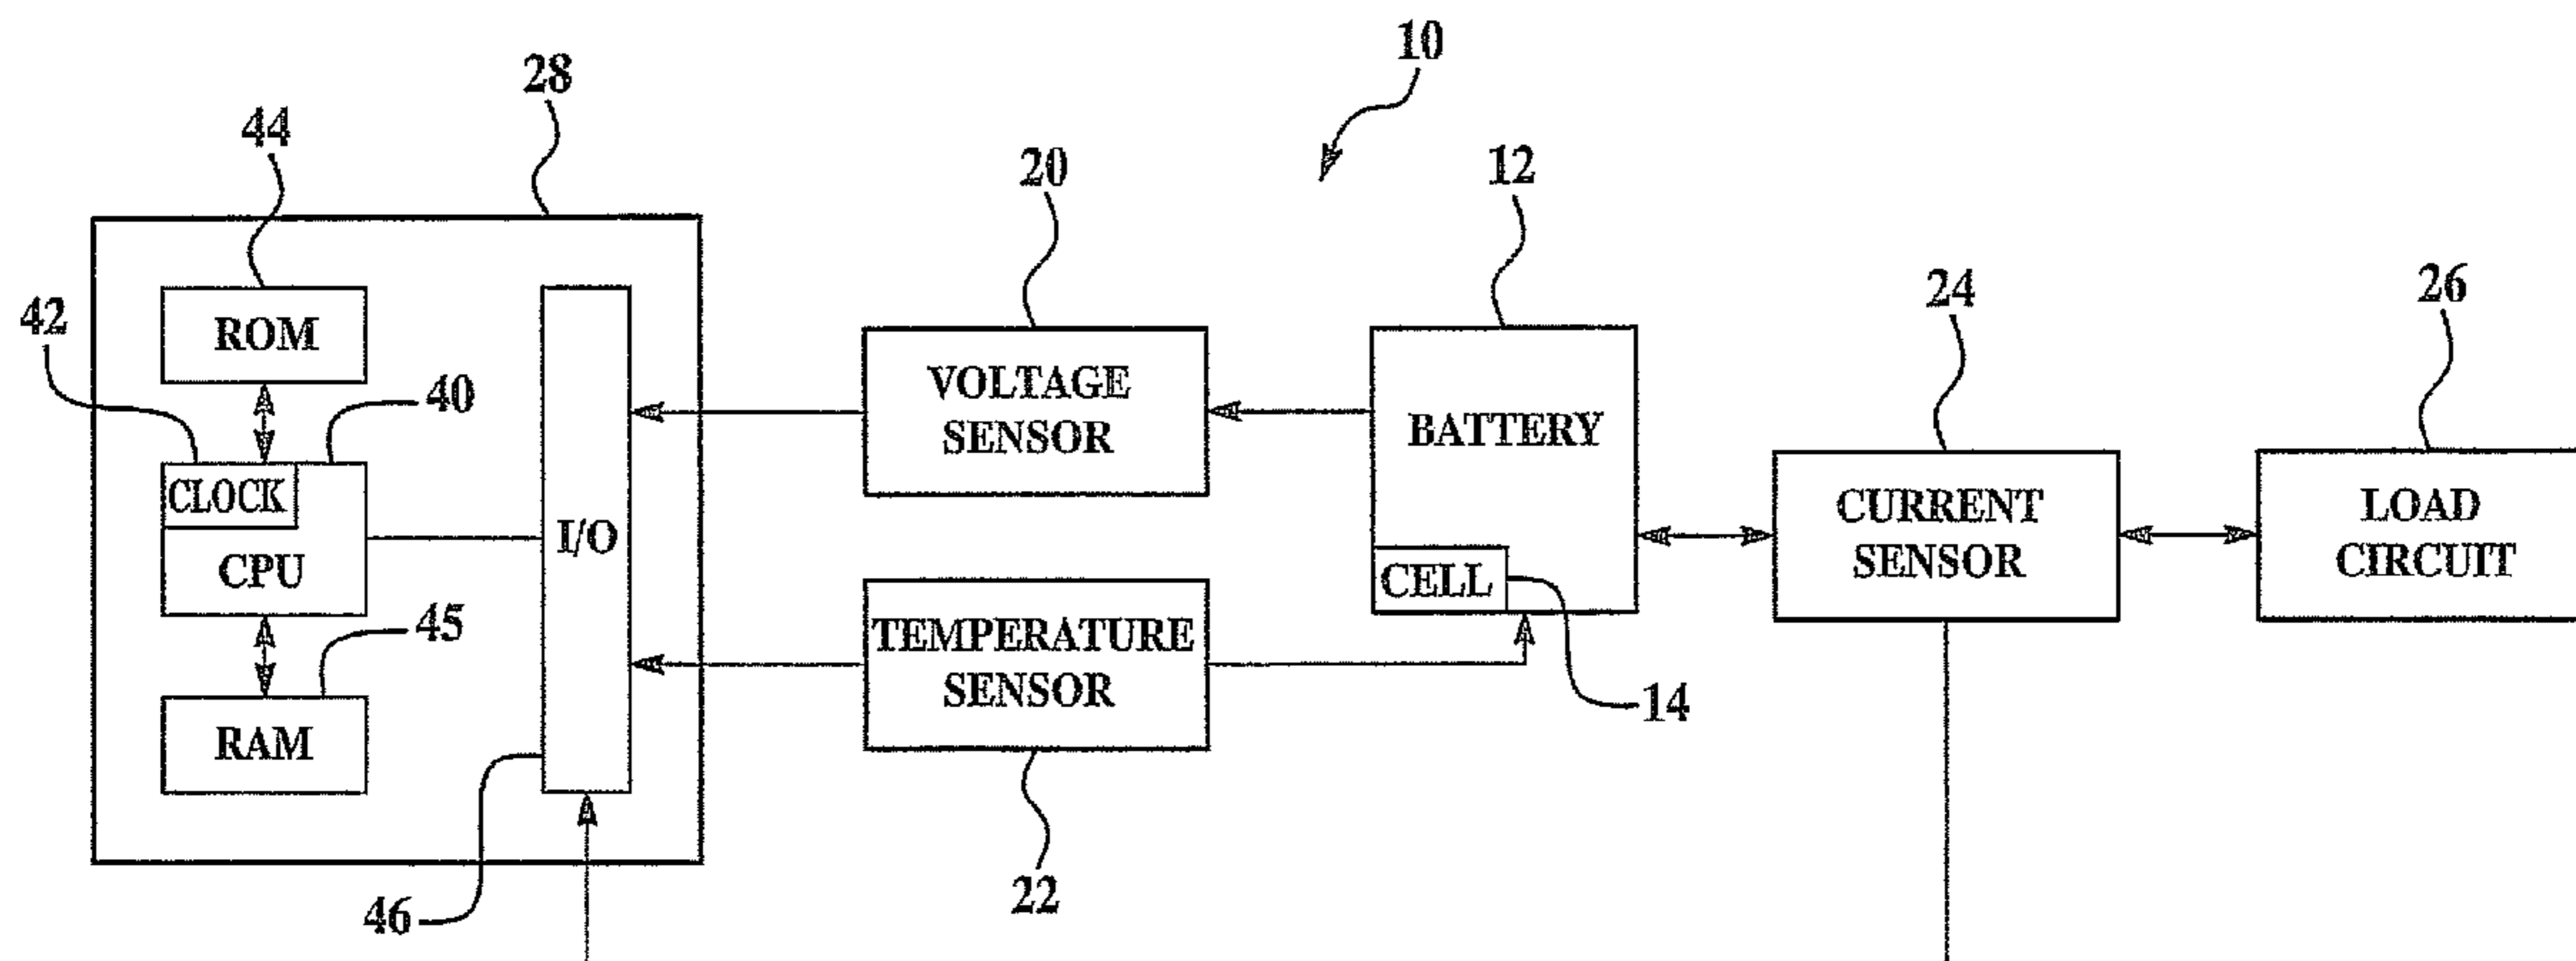 10
28
44
20
12
24
26
42
ROM
40
VOLTAGE
SENSOR
BATTERY
CLOCK
CPU
I/O
CURRENT
SENSOR
LOAD
CIRCUIT
CELL
45
TEMPERATURE
SENSOR
14
RAM
46
22